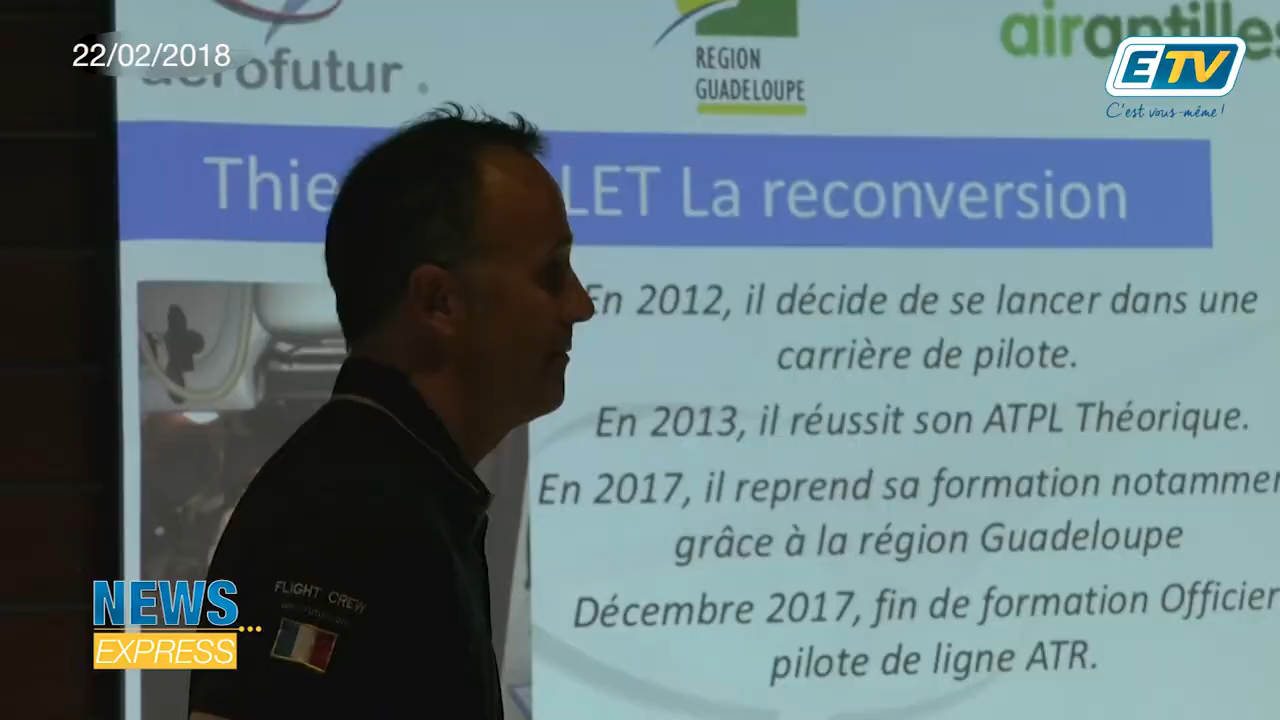 22/02/2018
aerofutur.
REGION
GUADELOUPE
airantilles
ETV
C'est vous-même!
Thie LET La reconversion
En 2012, il décide de se lancer dans une
carrière de pilote.
En 2013, il réussit son ATPL Théorique.
En 2017, il reprend sa formation notammen
grâce à la région Guadeloupe
Décembre 2017, fin de formation Officier
pilote de ligne ATR.
FLIGHT CREW
NEWS
EXPRESS